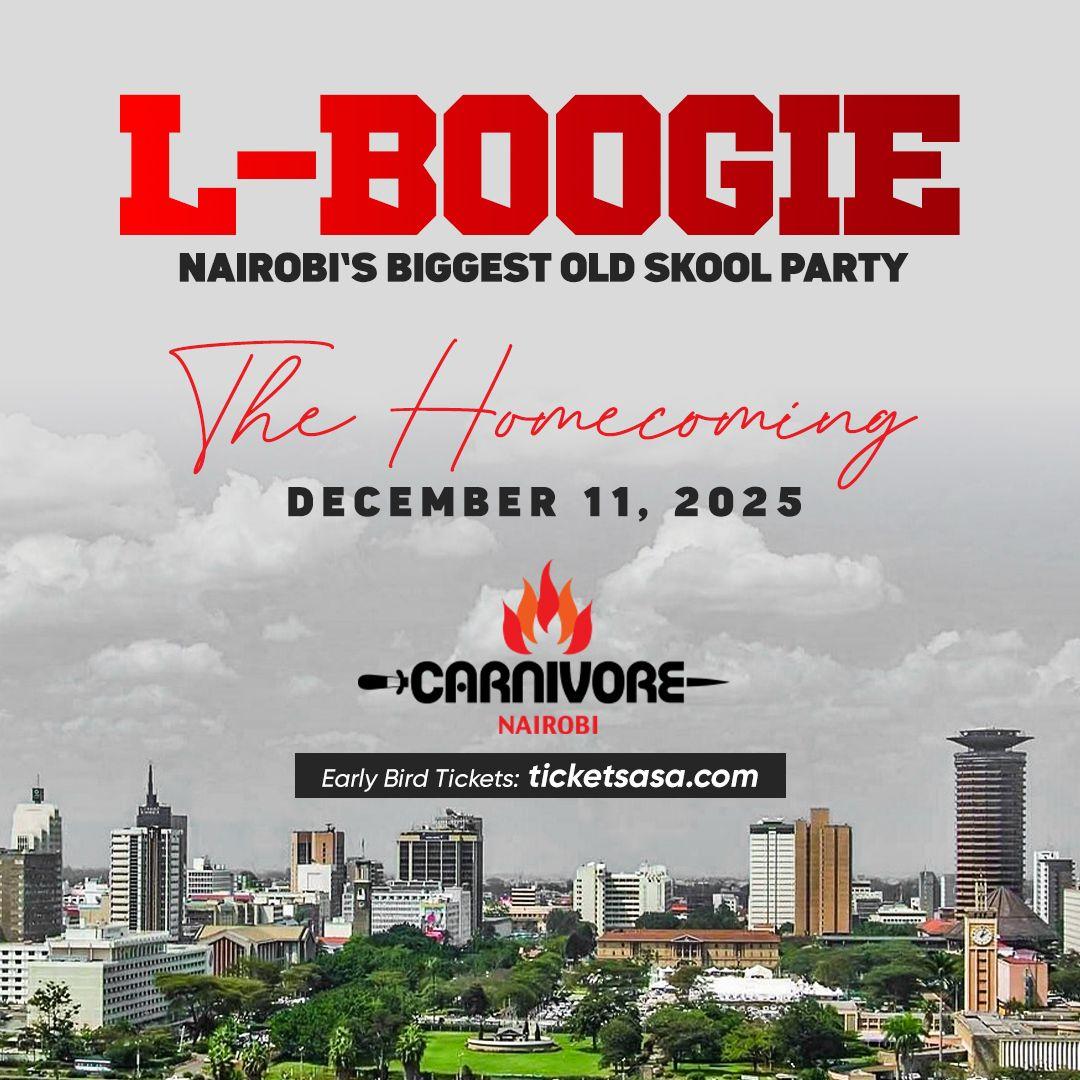 L-BOOGIE
NAIROBI‘S BIGGEST OLD SKOOL PARTY
The Homecoming
DECEMBER 11, 2025
CARNIVORE
NAIROBI
Early Bird Tickets: ticketsasa.com